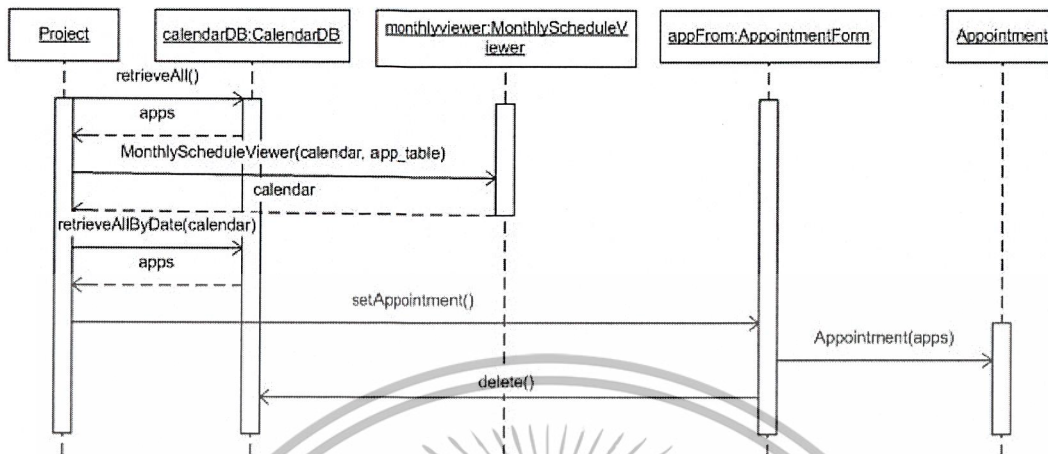 Project
calendarDB:CalendarDB
monthlyviewer:MonthlyScheduleV
iewer
appFrom:AppointmentForm
Appointment
retrieveAll()
apps
MonthlyScheduleViewer(calendar, app_table)
calendar
retrieveAllByDate(calendar)
apps
setAppointment()
Appointment(apps)
delete()